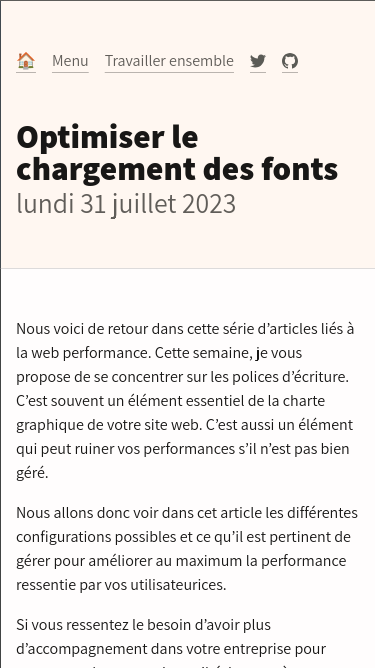 Menu Travailler ensemble
Optimiser le
chargement des fonts
lundi 31 juillet 2023
Nous voici de retour dans cette série d’articles liés à
la web performance. Cette semaine, je vous
propose de se concentrer sur les polices d’écriture.
C’est souvent un élément essentiel de la charte
graphique de votre site web. C’est aussi un élément
qui peut ruiner vos performances s’il n’est pas bien
géré.
Nous allons donc voir dans cet article les différentes
configurations possibles et ce qu’il est pertinent de
gérer pour améliorer au maximum la performance
ressentie par vos utilisateurices.
Si vous ressentez le besoin d’avoir plus
d’accompagnement dans votre entreprise pour